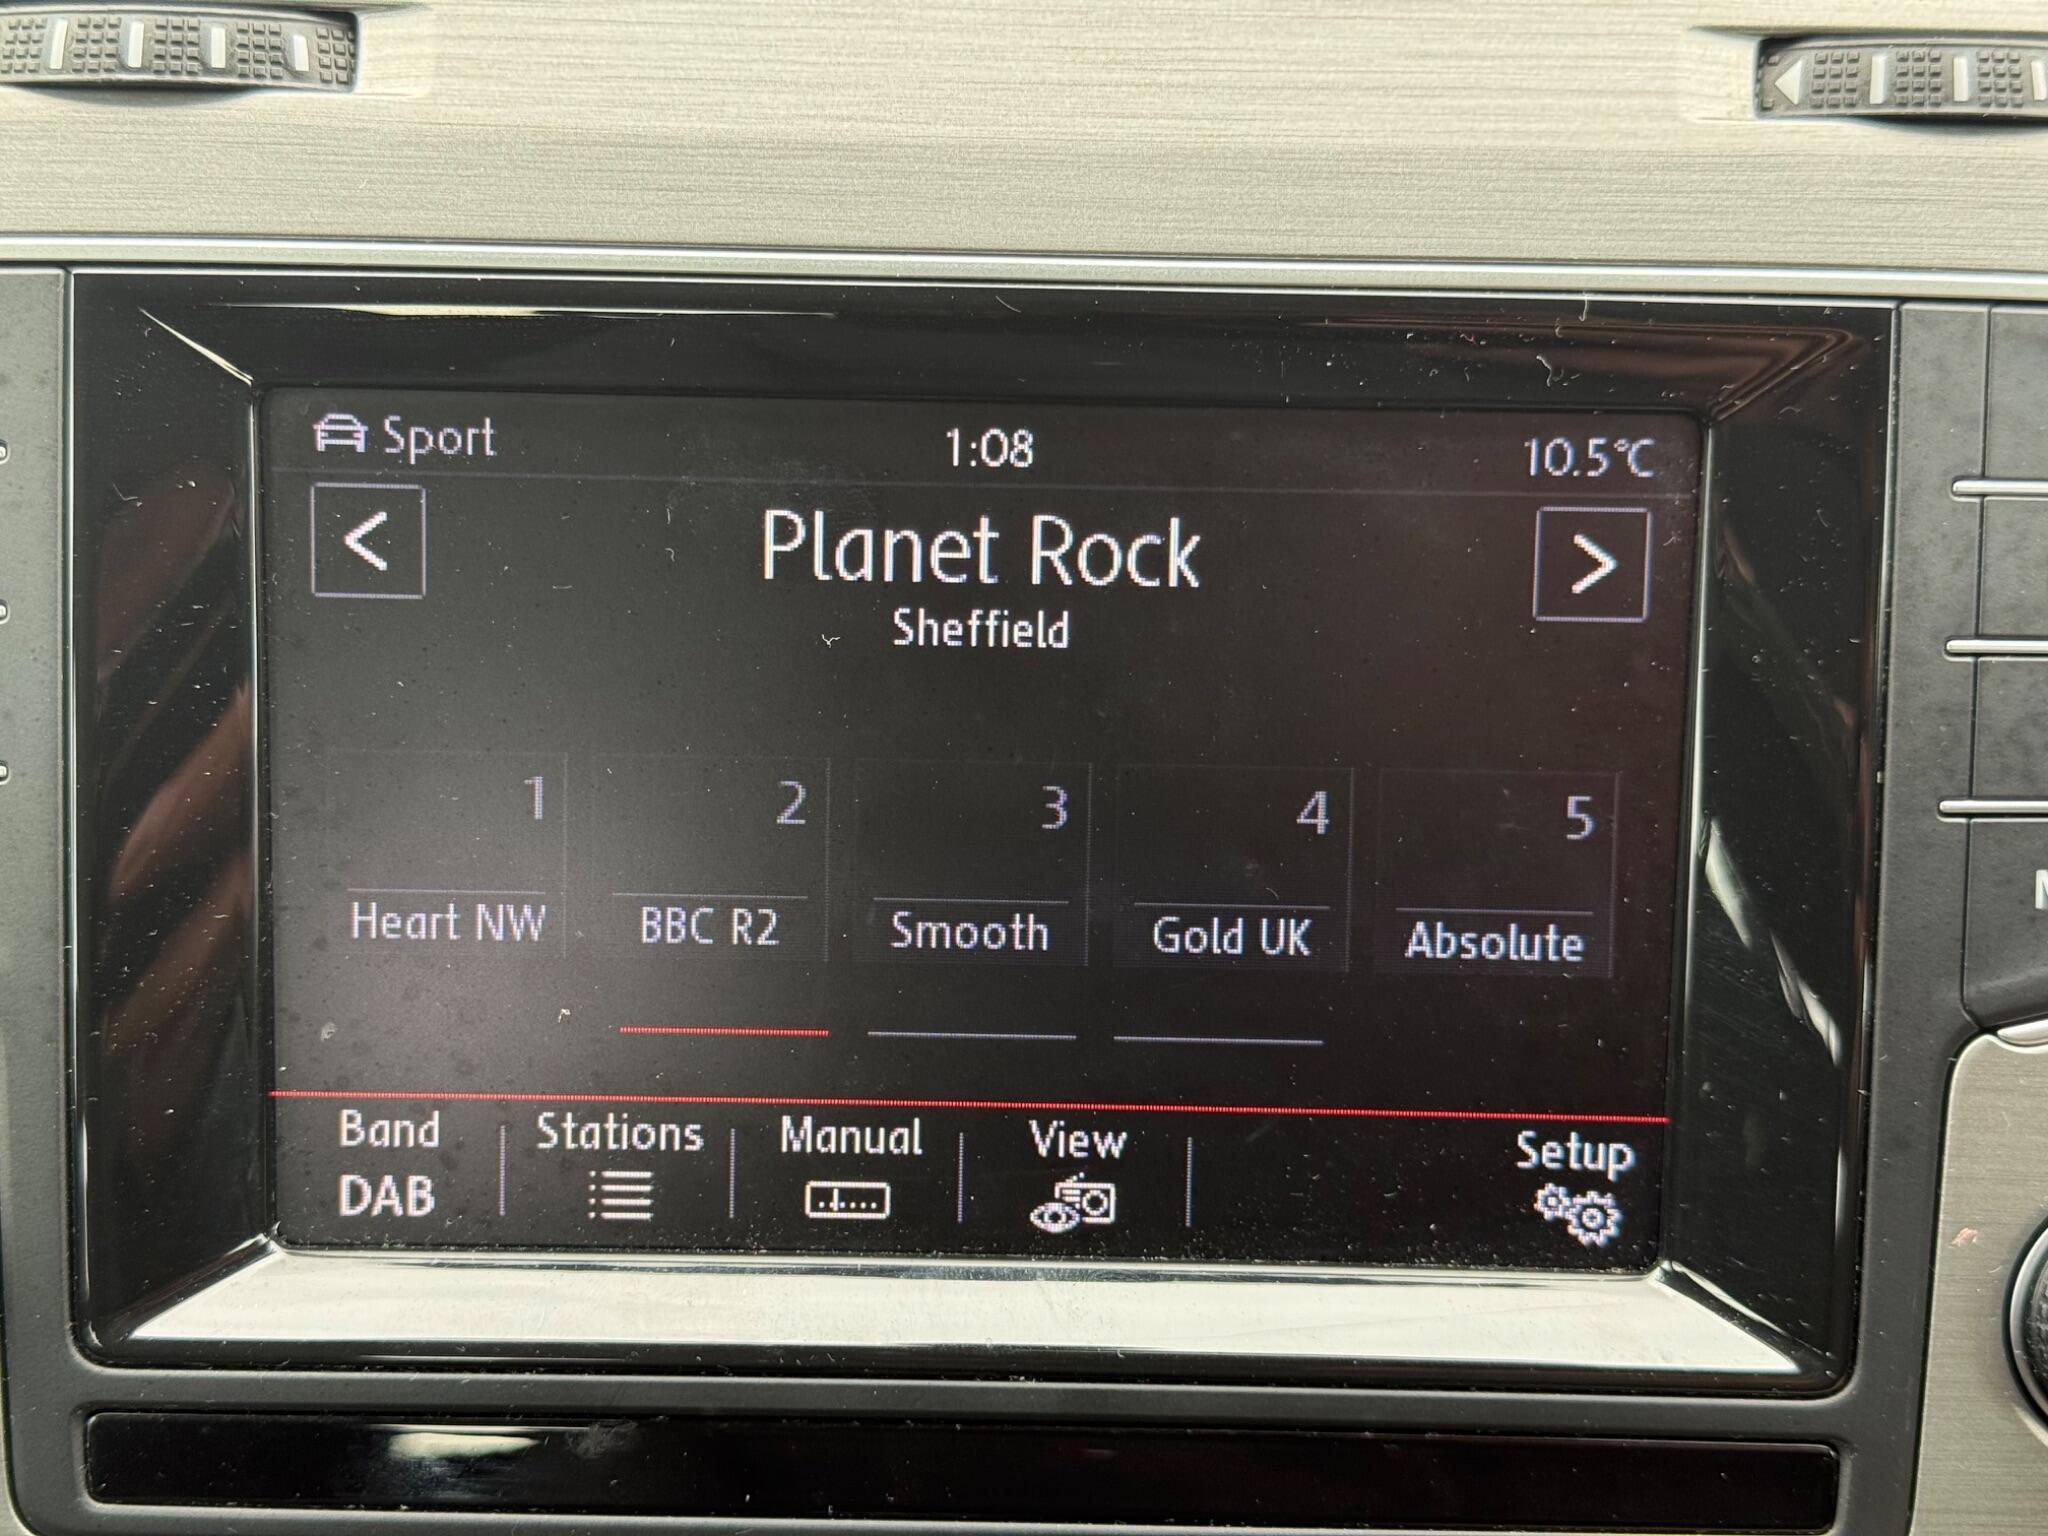 Sport 1:08 10.5°C
< Planet Rock >
Sheffield
1 2 3 4 5
Heart NW BBC R2 Smooth Gold UK Absolute
Band Stations Manual View Setup
DAB